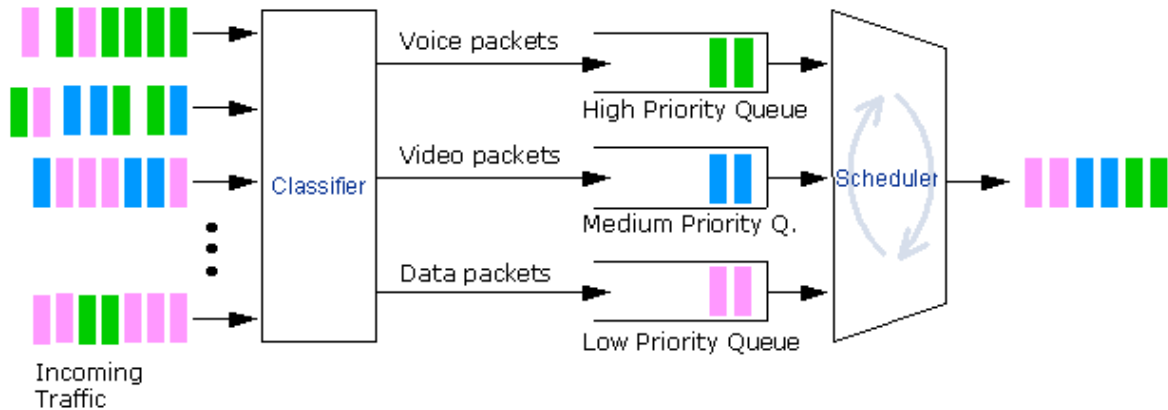 Voice packets
High Priority Queue
Video packets
Classifier
Scheduler
Medium Priority Q.
Data packets
Low Priority Queue
Incoming
Traffic